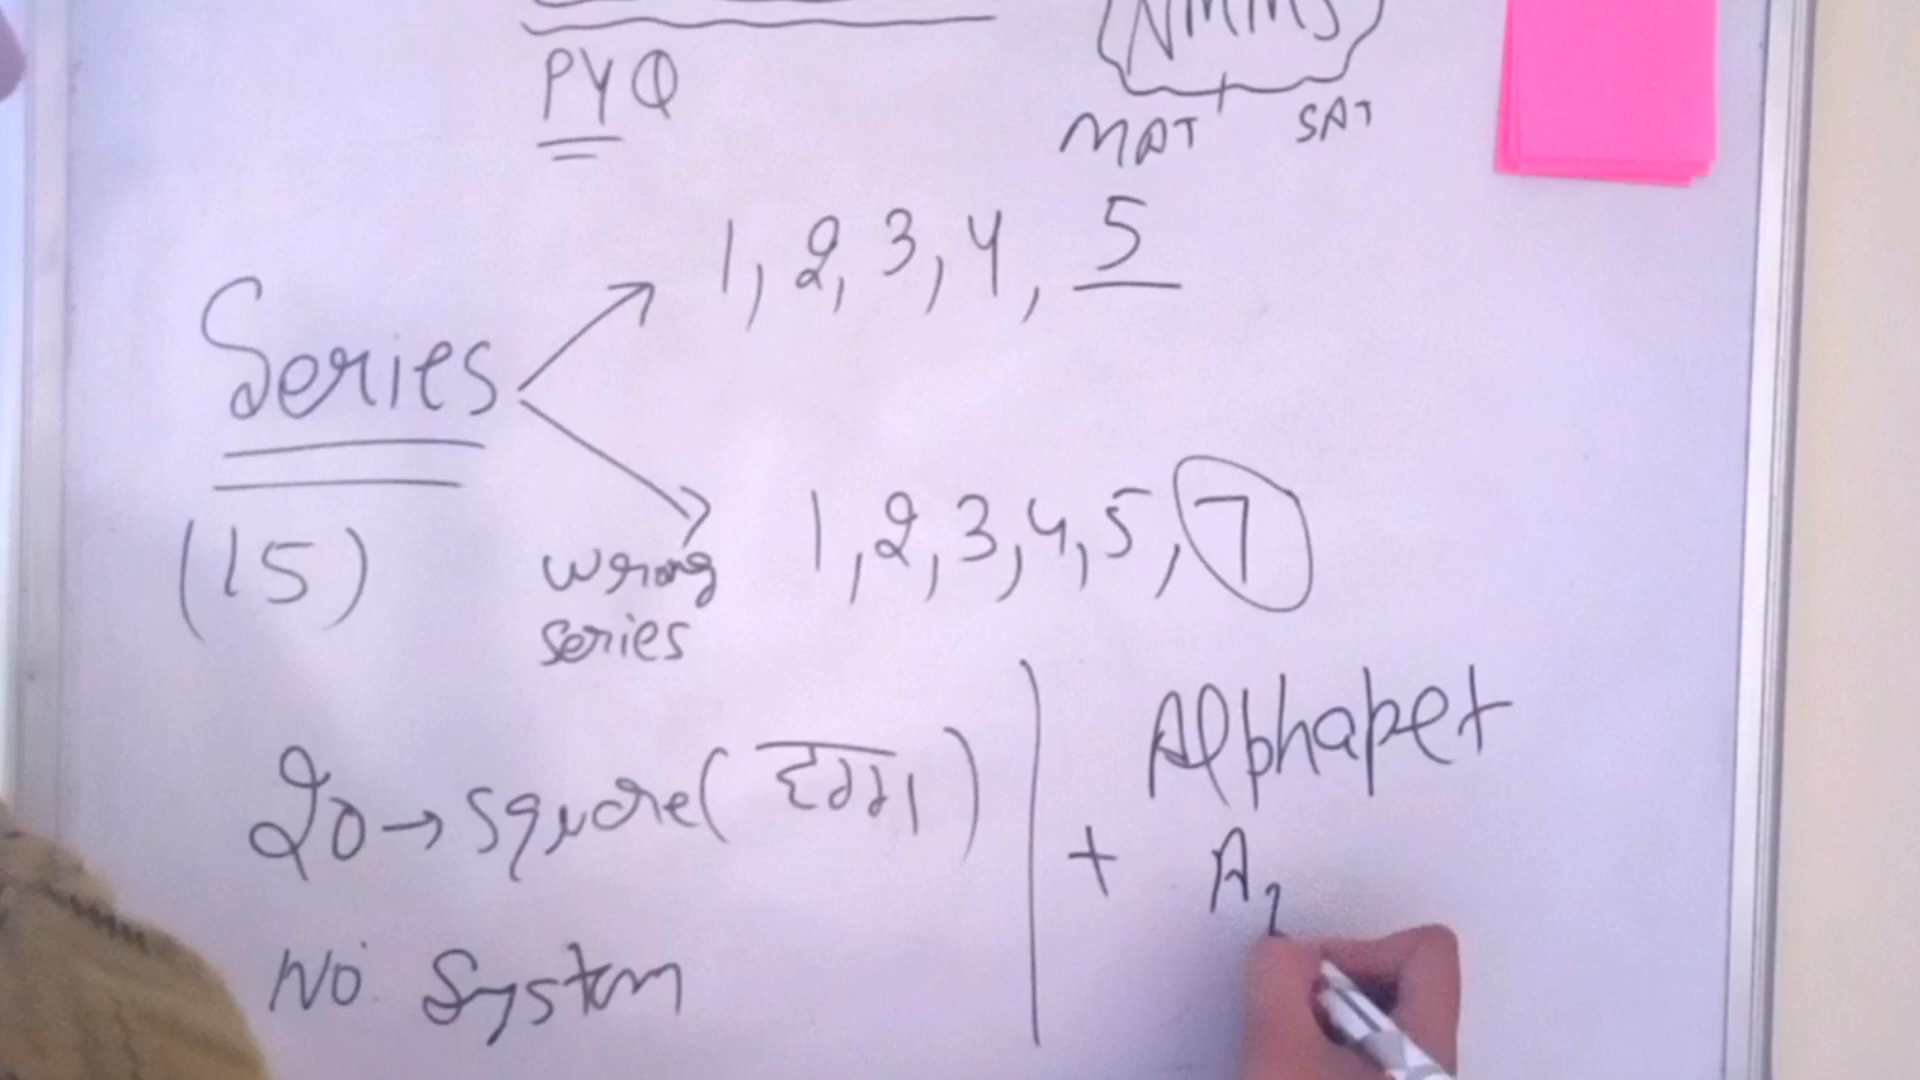 NMMS
PYQ
MAT SAT
1, 2, 3, 4, 5
Series
(15)
wrong
series
1, 2, 3, 4, 5, 7
20 → square ( )
No. System
Alphabet
+ A,